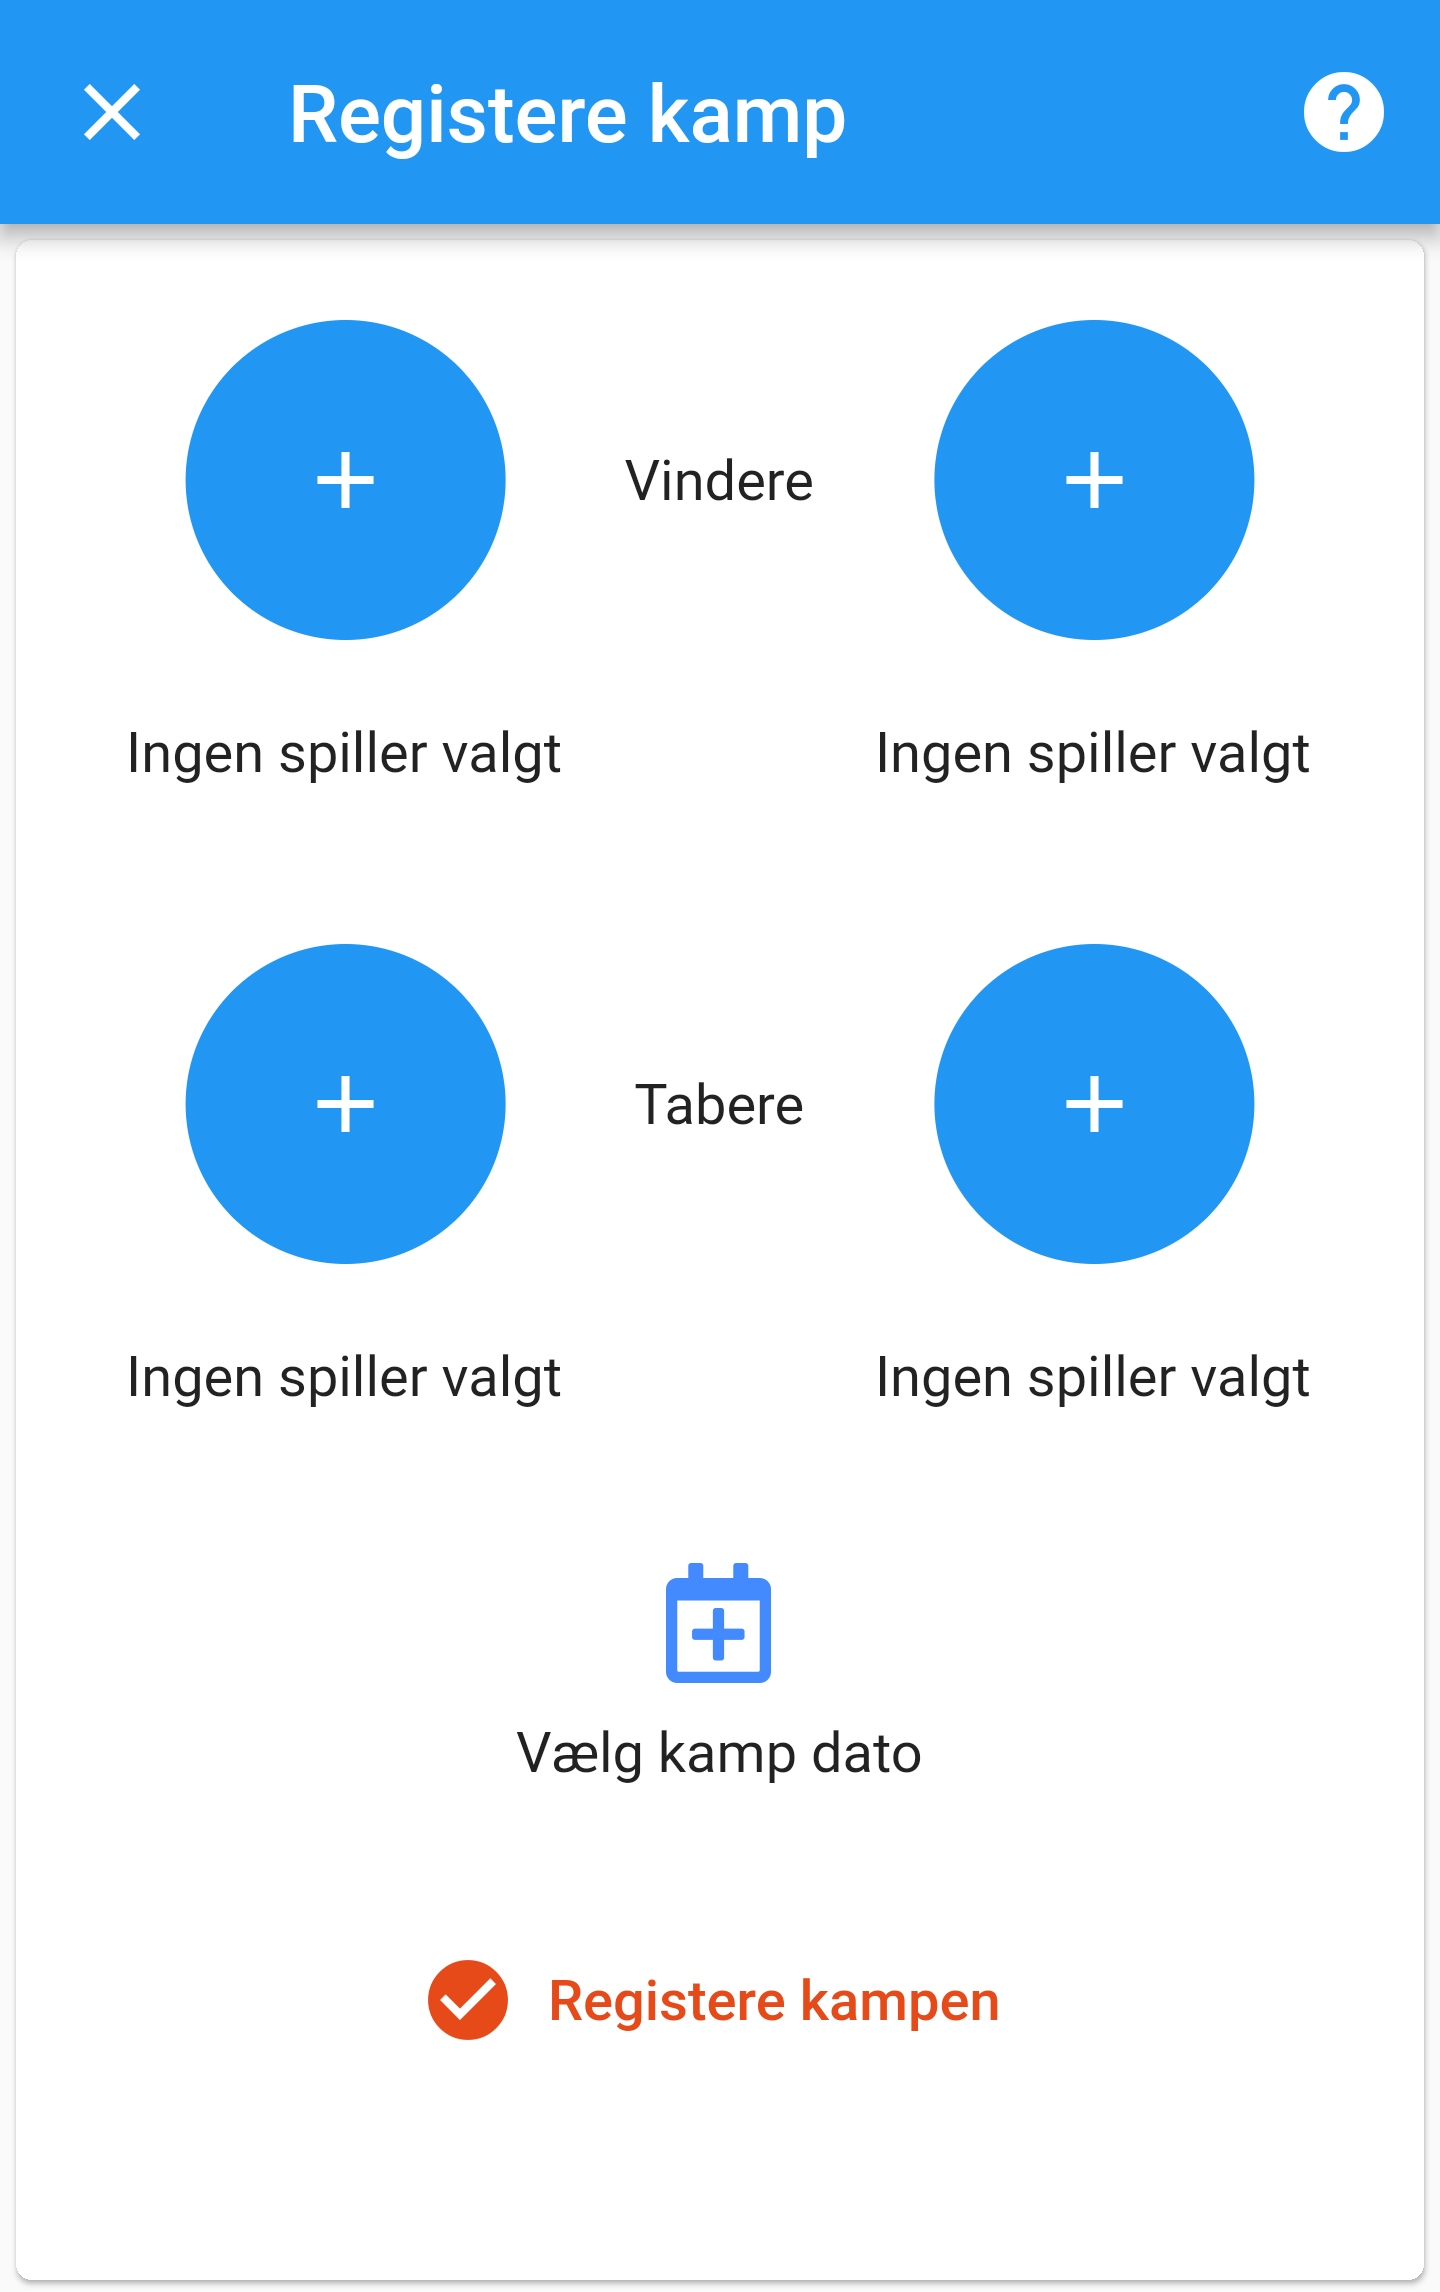 Registere kamp
Vindere
Ingen spiller valgt
Ingen spiller valgt
Tabere
Ingen spiller valgt
Ingen spiller valgt
Vælg kamp dato
Registere kampen